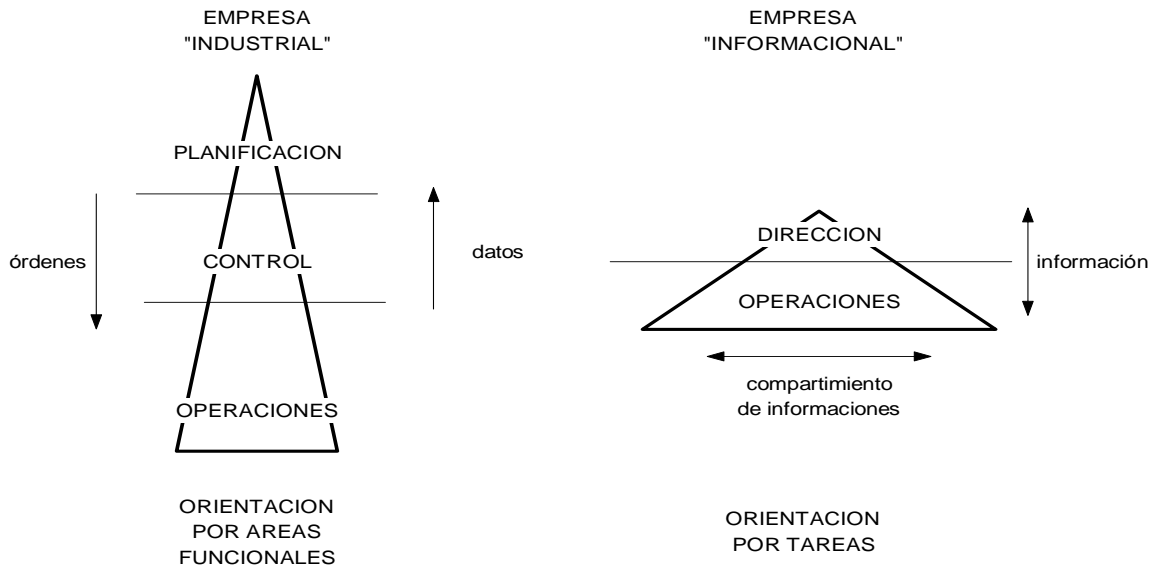 EMPRESA
"INDUSTRIAL"
PLANIFICACION
órdenes
CONTROL
datos
OPERACIONES
ORIENTACION
POR AREAS
FUNCIONALES
EMPRESA
"INFORMACIONAL"
DIRECCION
información
OPERACIONES
compartimiento
de informaciones
ORIENTACION
POR TAREAS